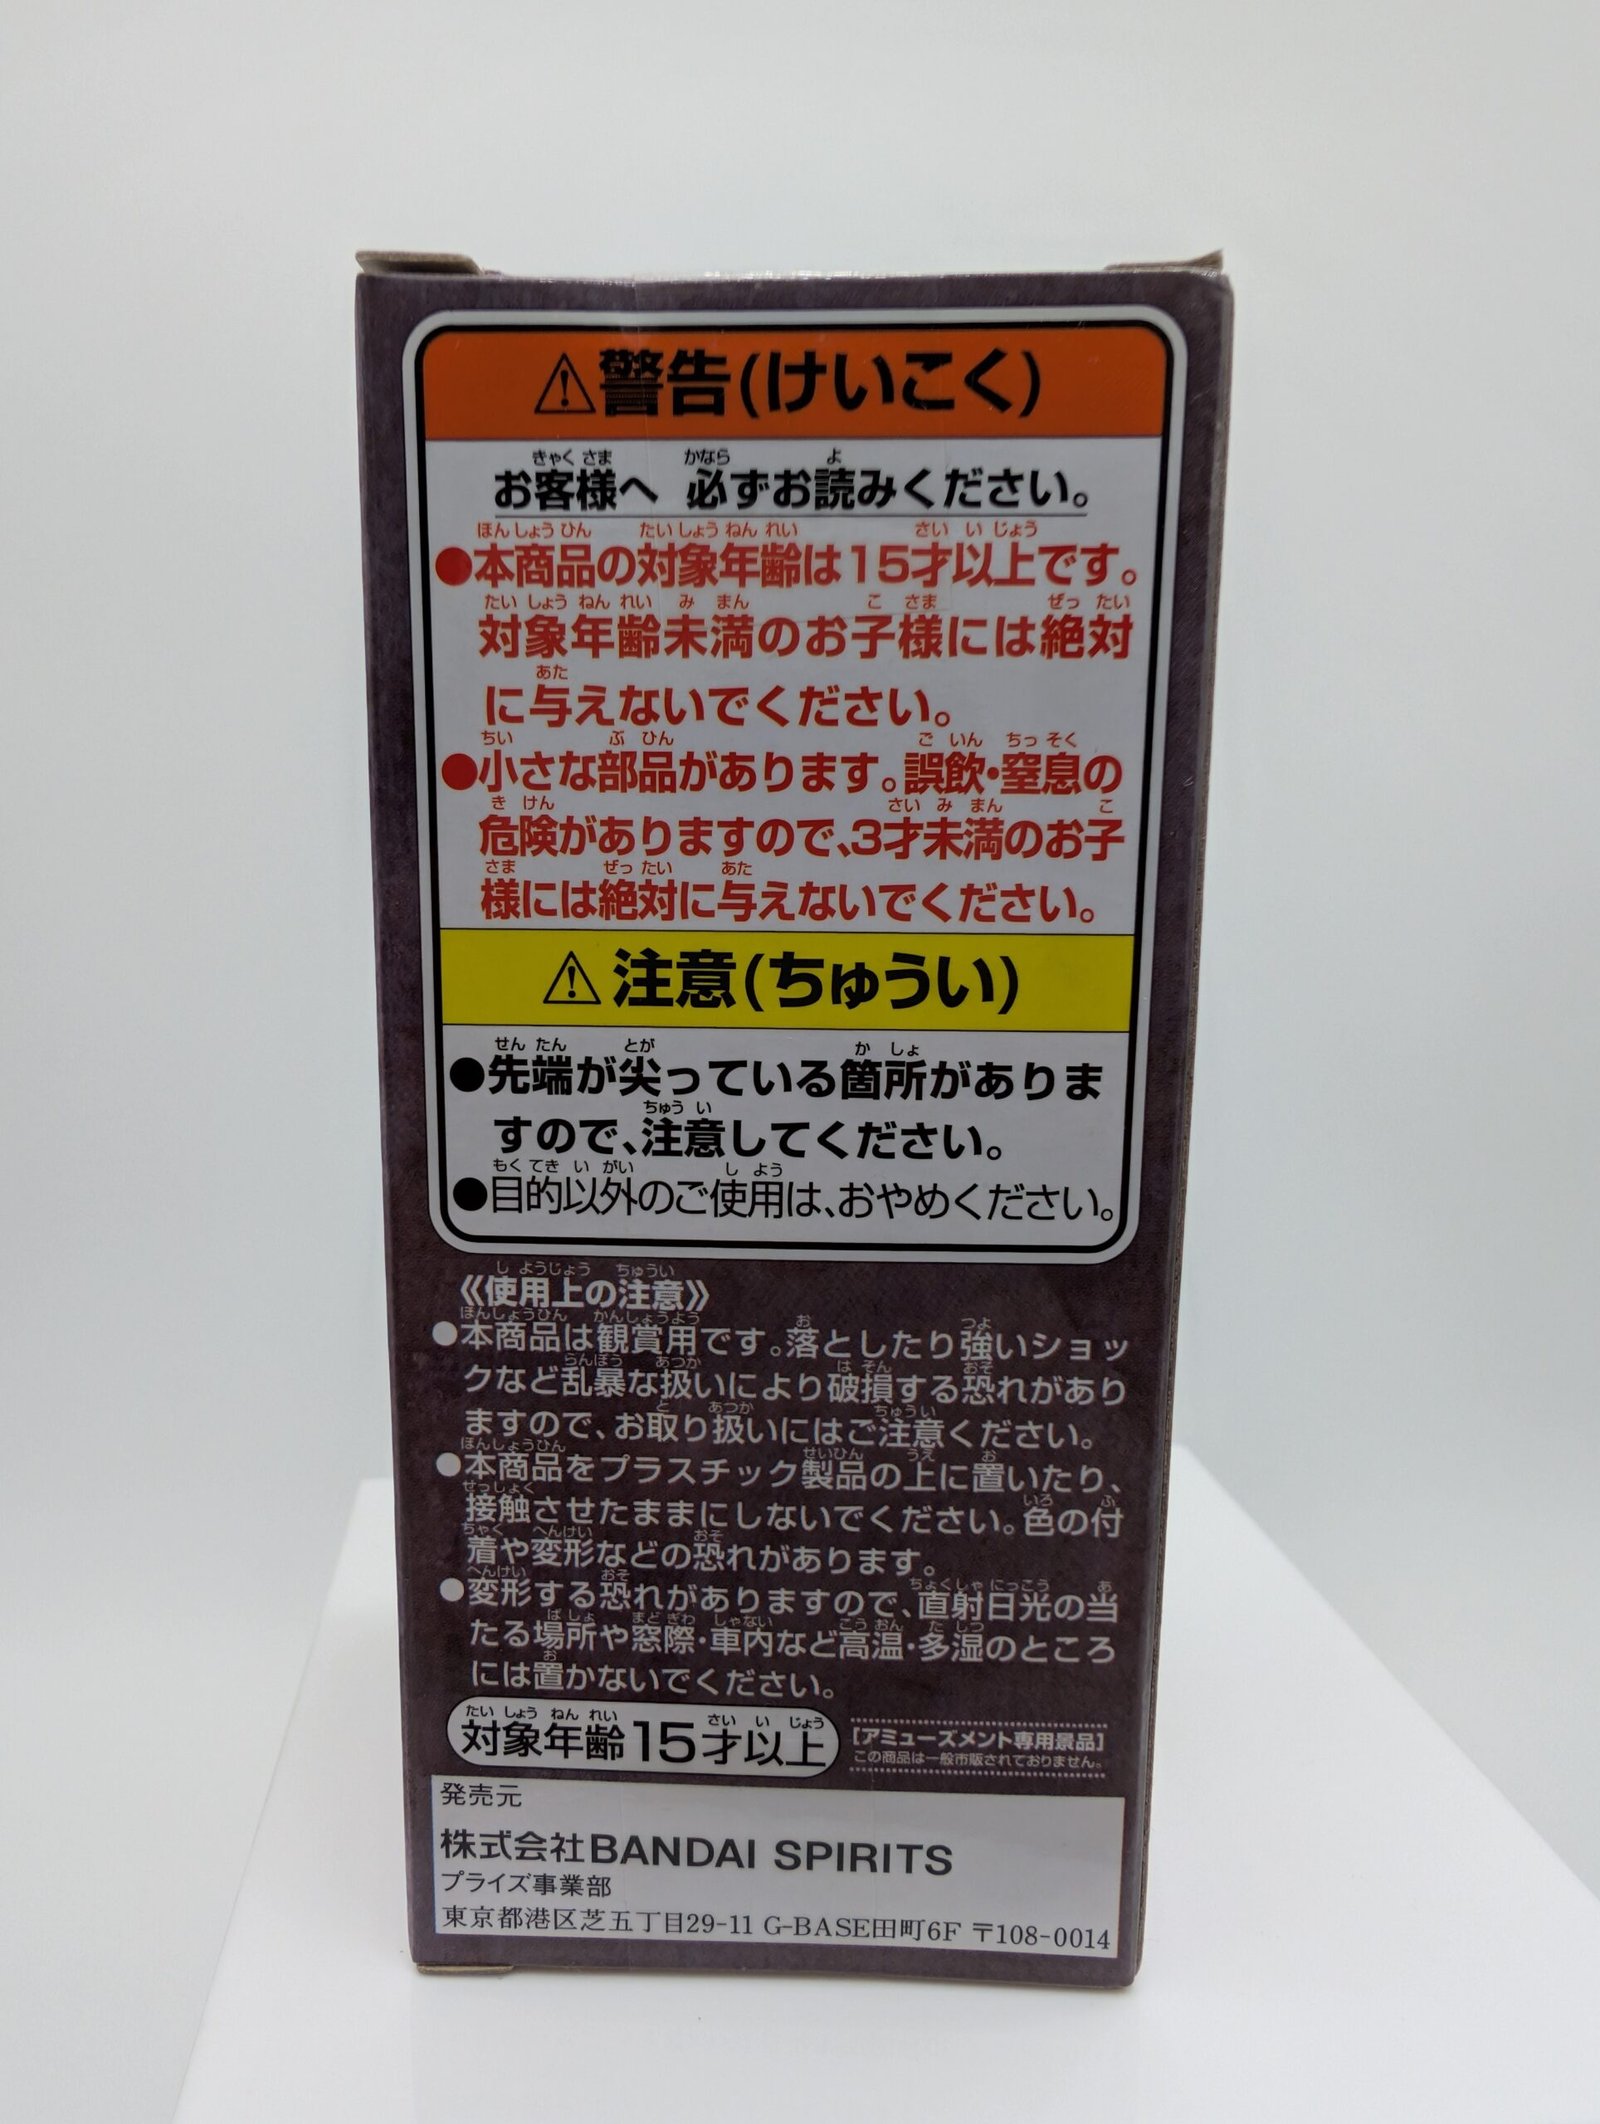 ⚠警告(けいこく)
お客様へ 必ずお読みください。
●本商品の対象年齢は15才以上です。
対象年齢未満のお子様には絶対
に与えないでください。
●小さな部品があります。誤飲・窒息の
危険がありますので、3才未満のお子
様には絶対に与えないでください。
⚠注意(ちゅうい)
●先端が尖っている箇所がありま
すので、注意してください。
●目的以外のご使用は、おやめください。
《使用上の注意》
●本商品は観賞用です。落としたり強いショッ
クなど乱暴な扱いにより破損する恐れがあり
ますので、お取り扱いにはご注意ください。
●本商品をプラスチック製品の上に置いたり、
接触させたままにしないでください。色の付
着や変形などの恐れがあります。
●変形する恐れがありますので、直射日光の当
たる場所や窓際・車内など高温・多湿のところ
には置かないでください。
対象年齢15才以上
[アミューズメント専用景品]
この商品は一般市販されておりません。
発売元
株式会社BANDAI SPIRITS
プライズ事業部
東京都港区芝五丁目29-11 G-BASE田町6F 〒108-0014